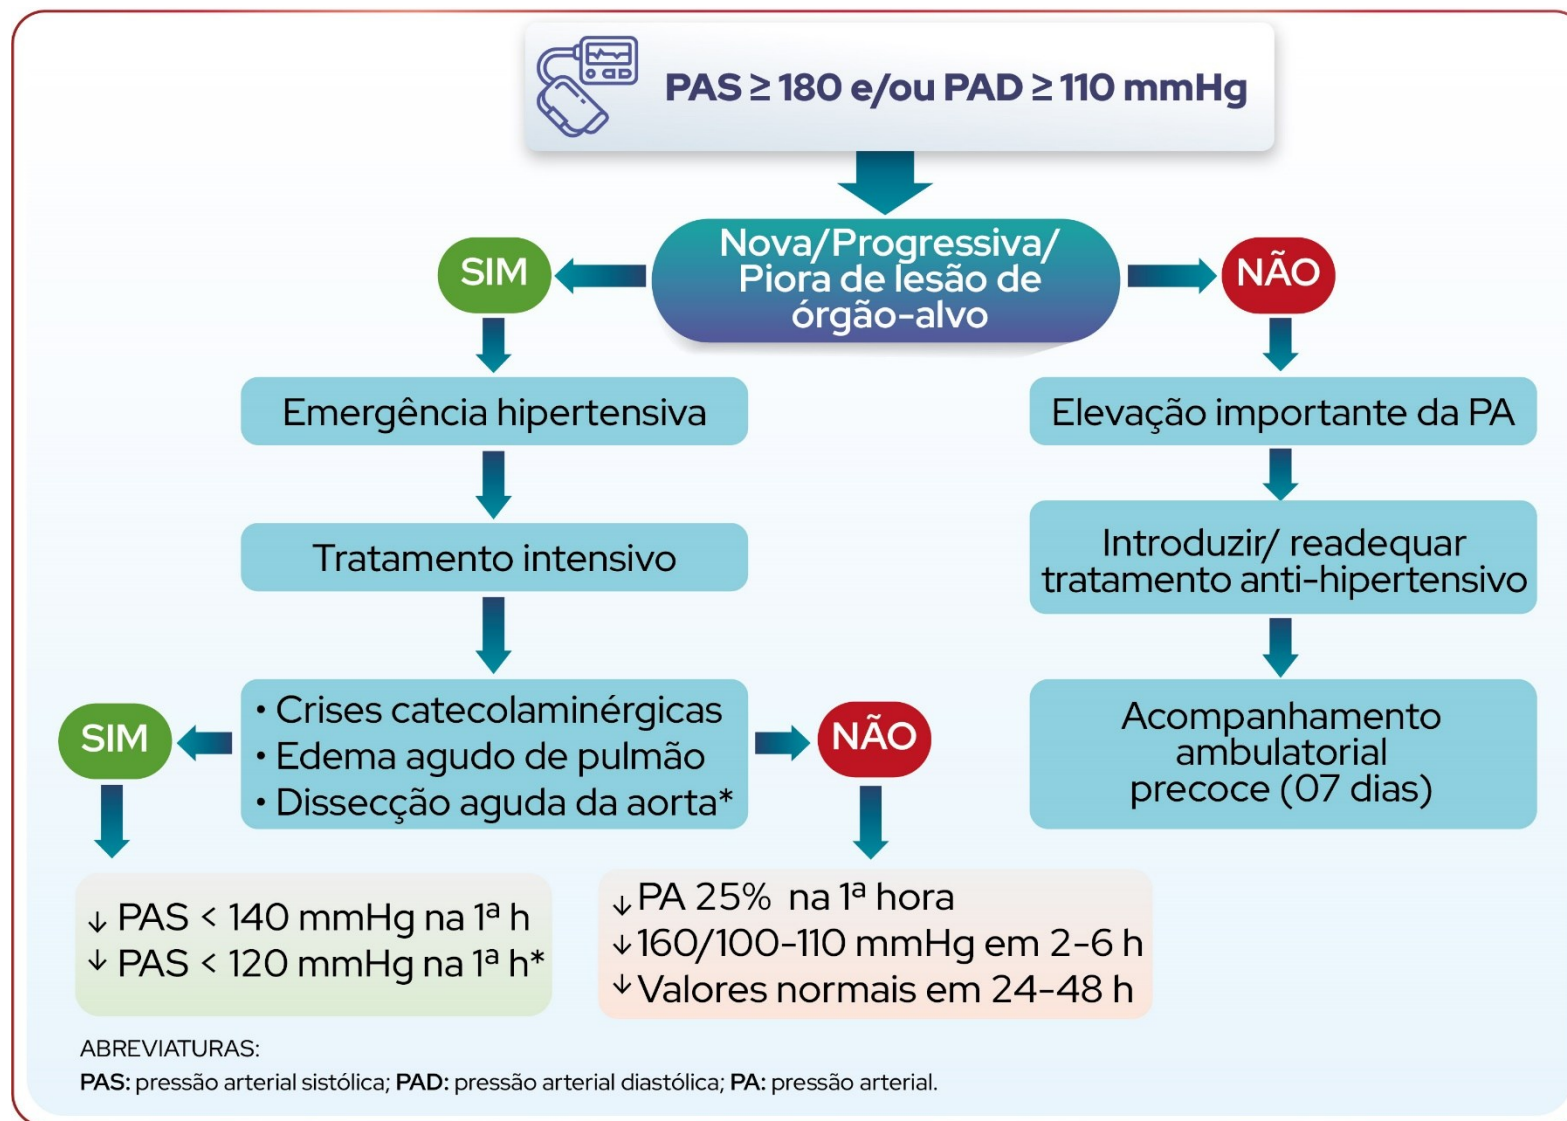 PAS ≥ 180 e/ou PAD ≥ 110 mmHg
Nova/Progressiva/
Piora de lesão de
órgão-alvo
SIM
NÃO
Emergência hipertensiva
Elevação importante da PA
Tratamento intensivo
Introduzir/ readequar
tratamento anti-hipertensivo
• Crises catecolaminérgicas
• Edema agudo de pulmão
• Dissecção aguda da aorta*
SIM
NÃO
Acompanhamento
ambulatorial
precoce (07 dias)
↓ PAS < 140 mmHg na 1ª h
↓ PAS < 120 mmHg na 1ª h*
↓ PA 25% na 1ª hora
↓ 160/100-110 mmHg em 2-6 h
↓ Valores normais em 24-48 h
ABREVIATURAS:
PAS: pressão arterial sistólica; PAD: pressão arterial diastólica; PA: pressão arterial.